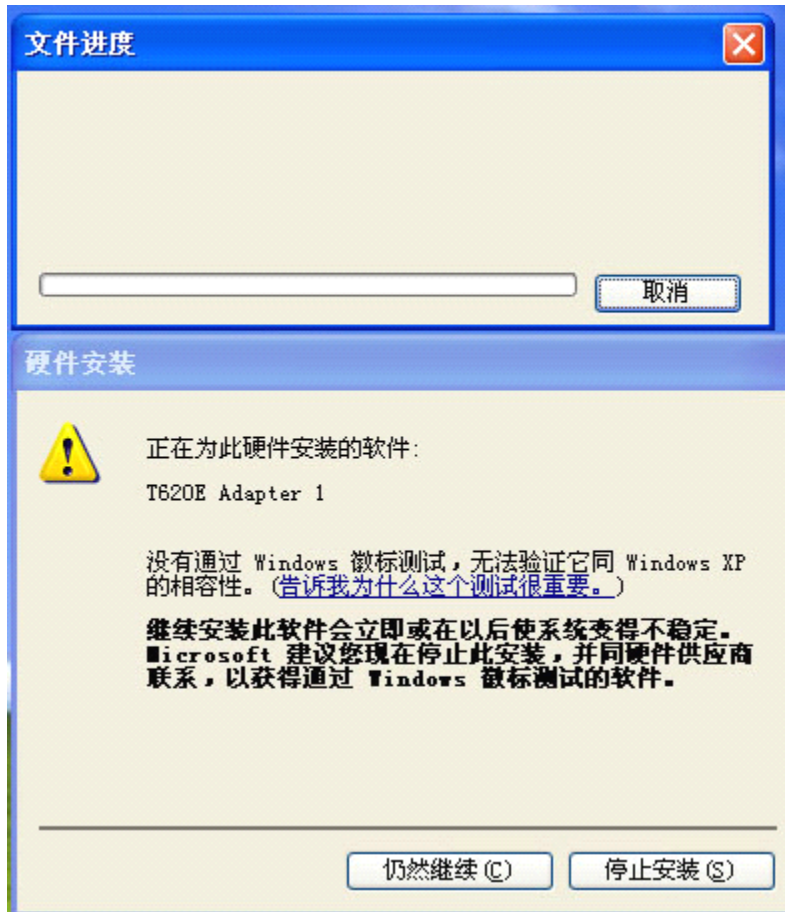 文件进度
取消
硬件安装
正在为此硬件安装的软件:
T620E Adapter 1
没有通过 Windows 徽标测试，无法验证它同 Windows XP
的相容性。(告诉我为什么这个测试很重要。)
继续安装此软件会立即或在以后使系统变得不稳定。
Microsoft 建议您现在停止此安装，并同硬件供应商
联系，以获得通过 Windows 徽标测试的软件。
仍然继续(C)
停止安装(S)